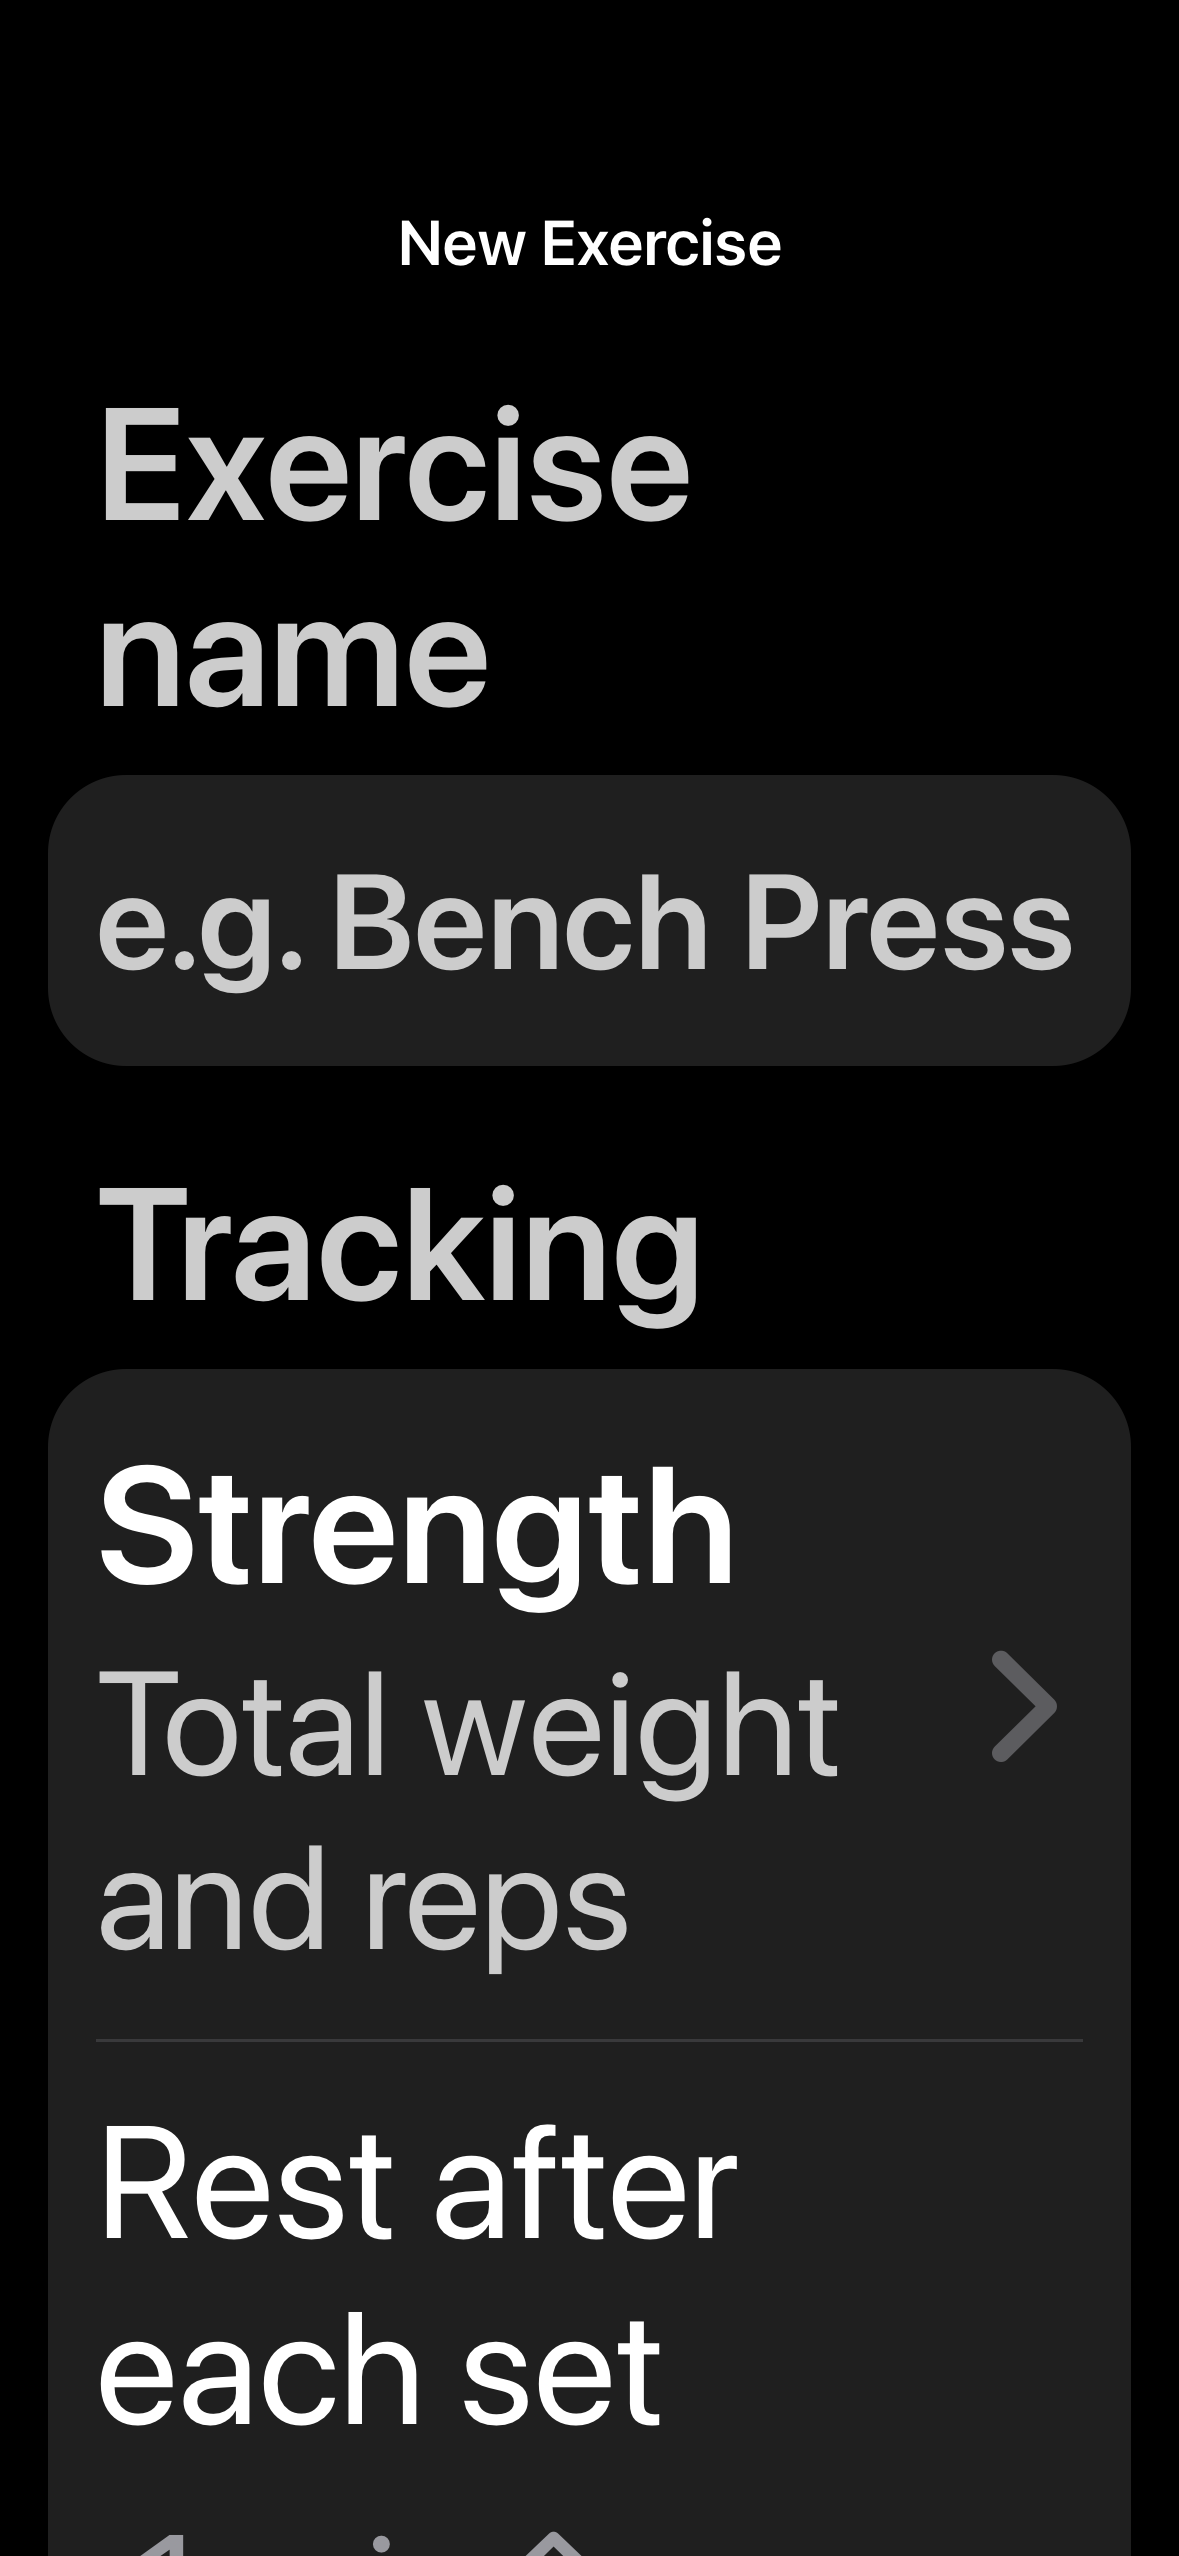 New Exercise
Exercise
name
e.g. Bench Press
Tracking
Strength
Total weight
and reps
Rest after
each set